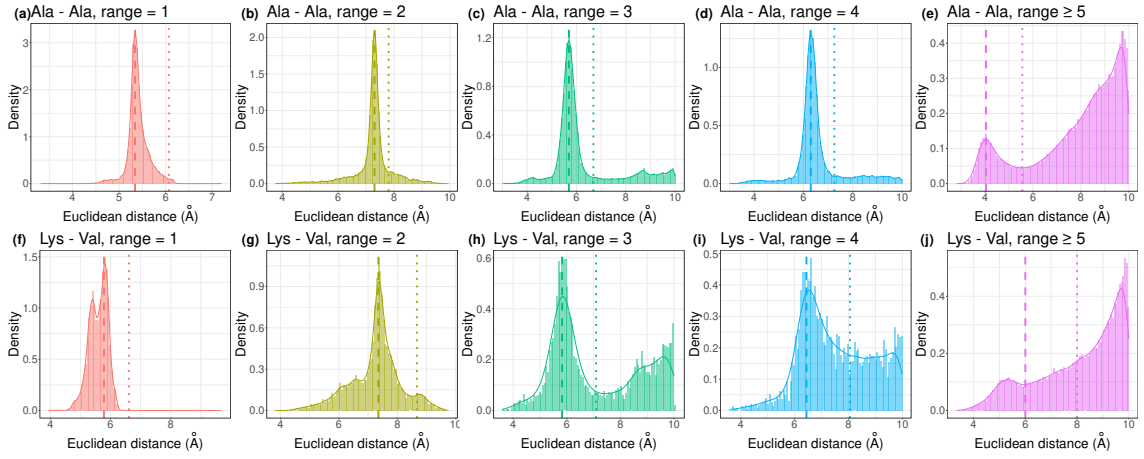 (a) Ala - Ala, range = 1
Density
3
2
1
0
4
5
6
7
Euclidean distance (Å)
(b) Ala - Ala, range = 2
Density
2.0
1.5
1.0
0.5
0.0
4
6
8
10
Euclidean distance (Å)
(c) Ala - Ala, range = 3
Density
1.2
0.8
0.4
0.0
4
6
8
10
Euclidean distance (Å)
(d) Ala - Ala, range = 4
Density
1.0
0.5
0.0
4
6
8
10
Euclidean distance (Å)
(e) Ala - Ala, range ≥ 5
Density
0.4
0.3
0.2
0.1
0.0
4
6
8
10
Euclidean distance (Å)
(f) Lys - Val, range = 1
Density
1.5
1.0
0.5
0.0
4
6
8
Euclidean distance (Å)
(g) Lys - Val, range = 2
Density
1.2
0.9
0.6
0.3
0.0
4
6
8
10
Euclidean distance (Å)
(h) Lys - Val, range = 3
Density
0.6
0.4
0.2
0.0
4
6
8
10
Euclidean distance (Å)
(i) Lys - Val, range = 4
Density
0.5
0.4
0.3
0.2
0.1
0.0
4
6
8
10
Euclidean distance (Å)
(j) Lys - Val, range ≥ 5
Density
0.4
0.2
0.0
4
6
8
10
Euclidean distance (Å)